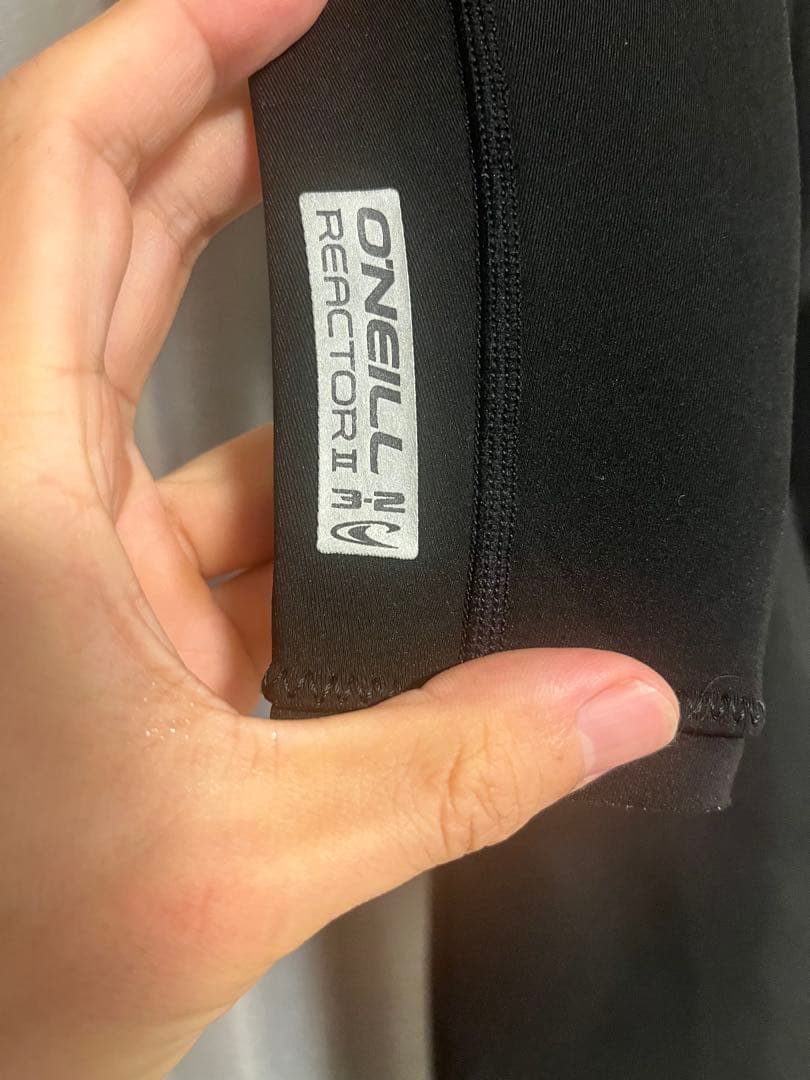 O'NEILL
REACTOR II
3-2